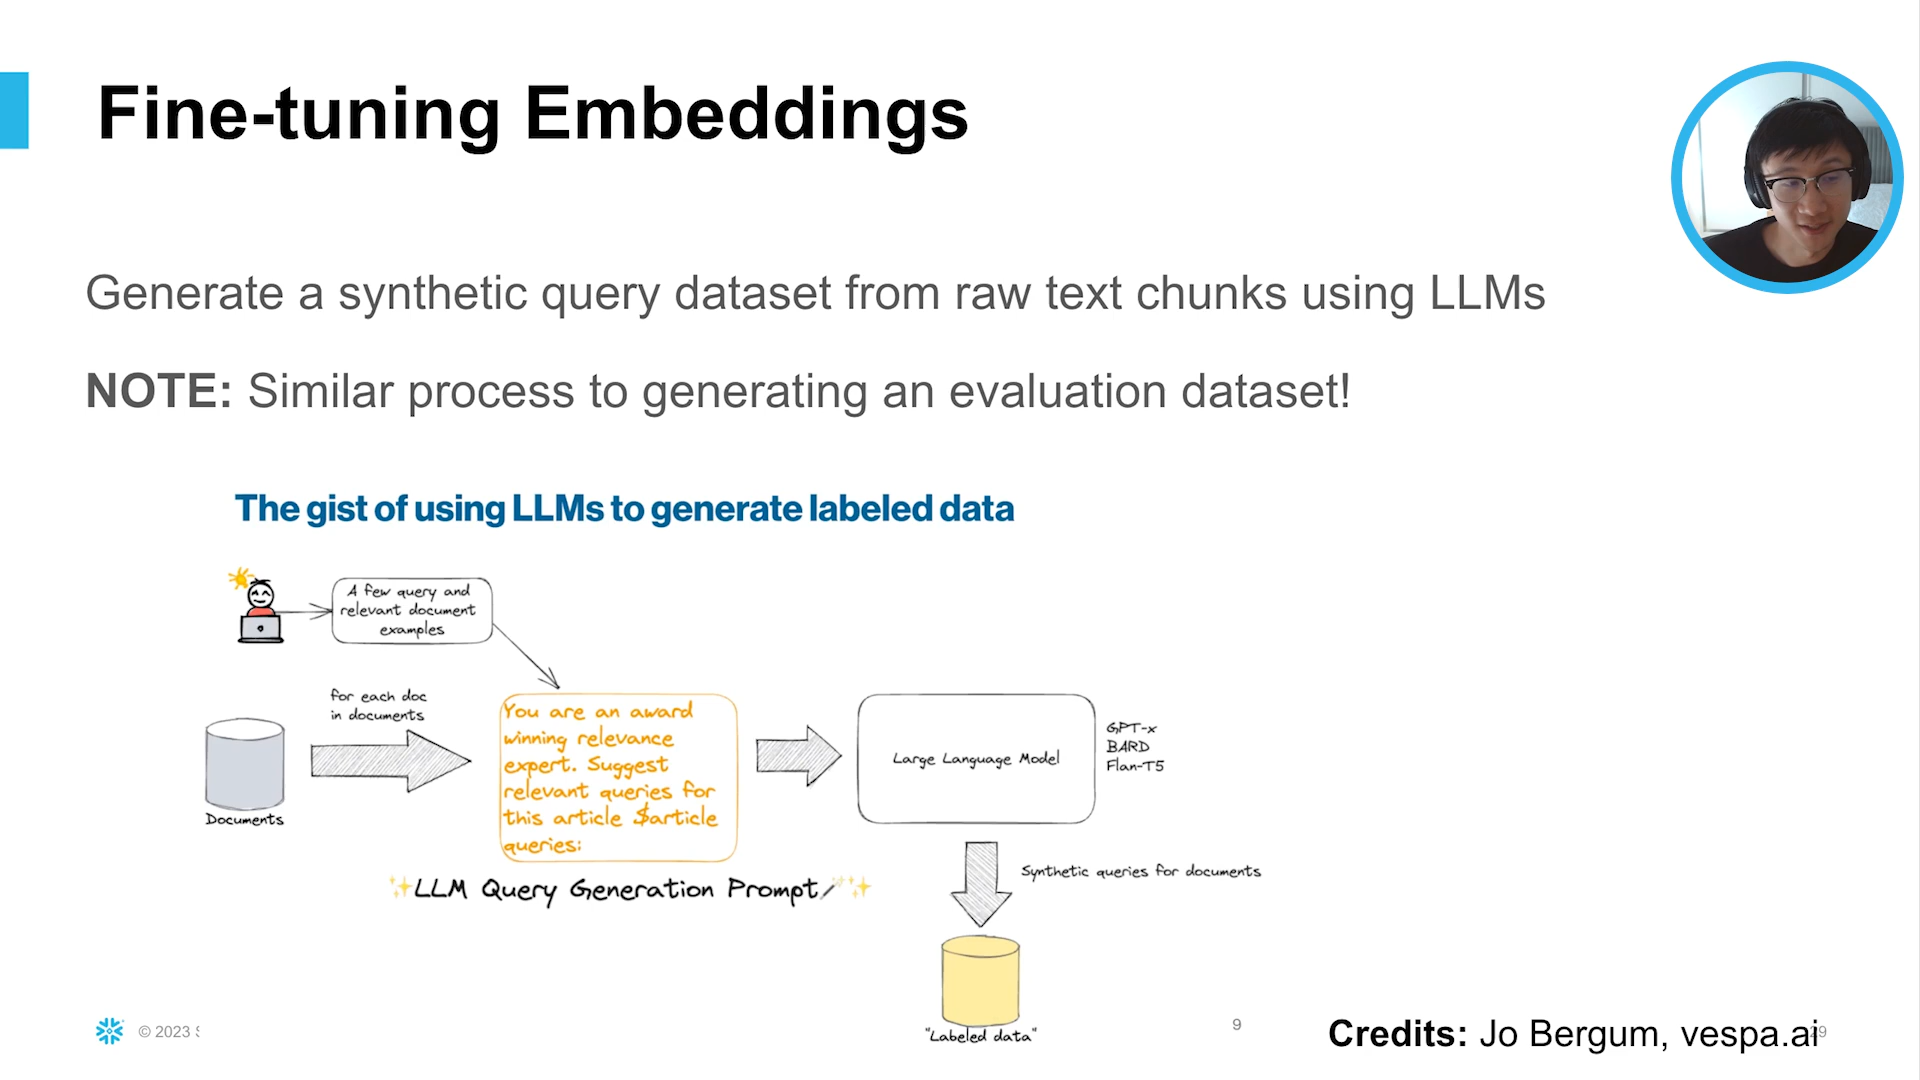 Fine-tuning Embeddings
Generate a synthetic query dataset from raw text chunks using LLMs
NOTE: Similar process to generating an evaluation dataset!
The gist of using LLMs to generate labeled data
A few query and
relevant document
examples
for each doc
in documents
Documents
You are an award
winning relevance
expert. Suggest
relevant queries for
this article $article
queries:
LLM Query Generation Prompt
Large Language Model
GPT-x
BARD
Flan-T5
Synthetic queries for documents
"Labeled data"
© 2023
9
Credits: Jo Bergum, vespa.ai
29